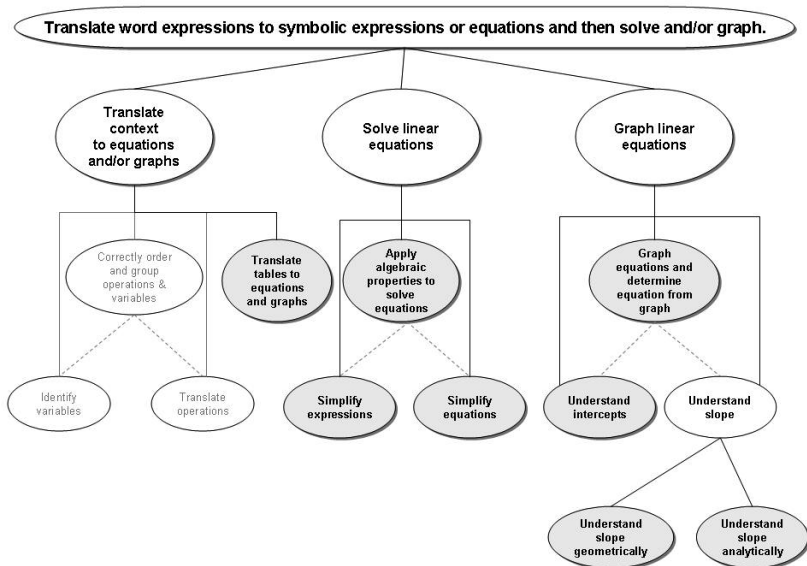 Translate word expressions to symbolic expressions or equations and then solve and/or graph.
Translate
context
to equations
and/or graphs
Solve linear
equations
Graph linear
equations
Correctly order
and group
operations &
variables
Translate
tables to
equations
and graphs
Apply
algebraic
properties to
solve
equations
Graph
equations and
determine
equation from
graph
Identify
variables
Translate
operations
Simplify
expressions
Simplify
equations
Understand
intercepts
Understand
slope
Understand
slope
geometrically
Understand
slope
analytically